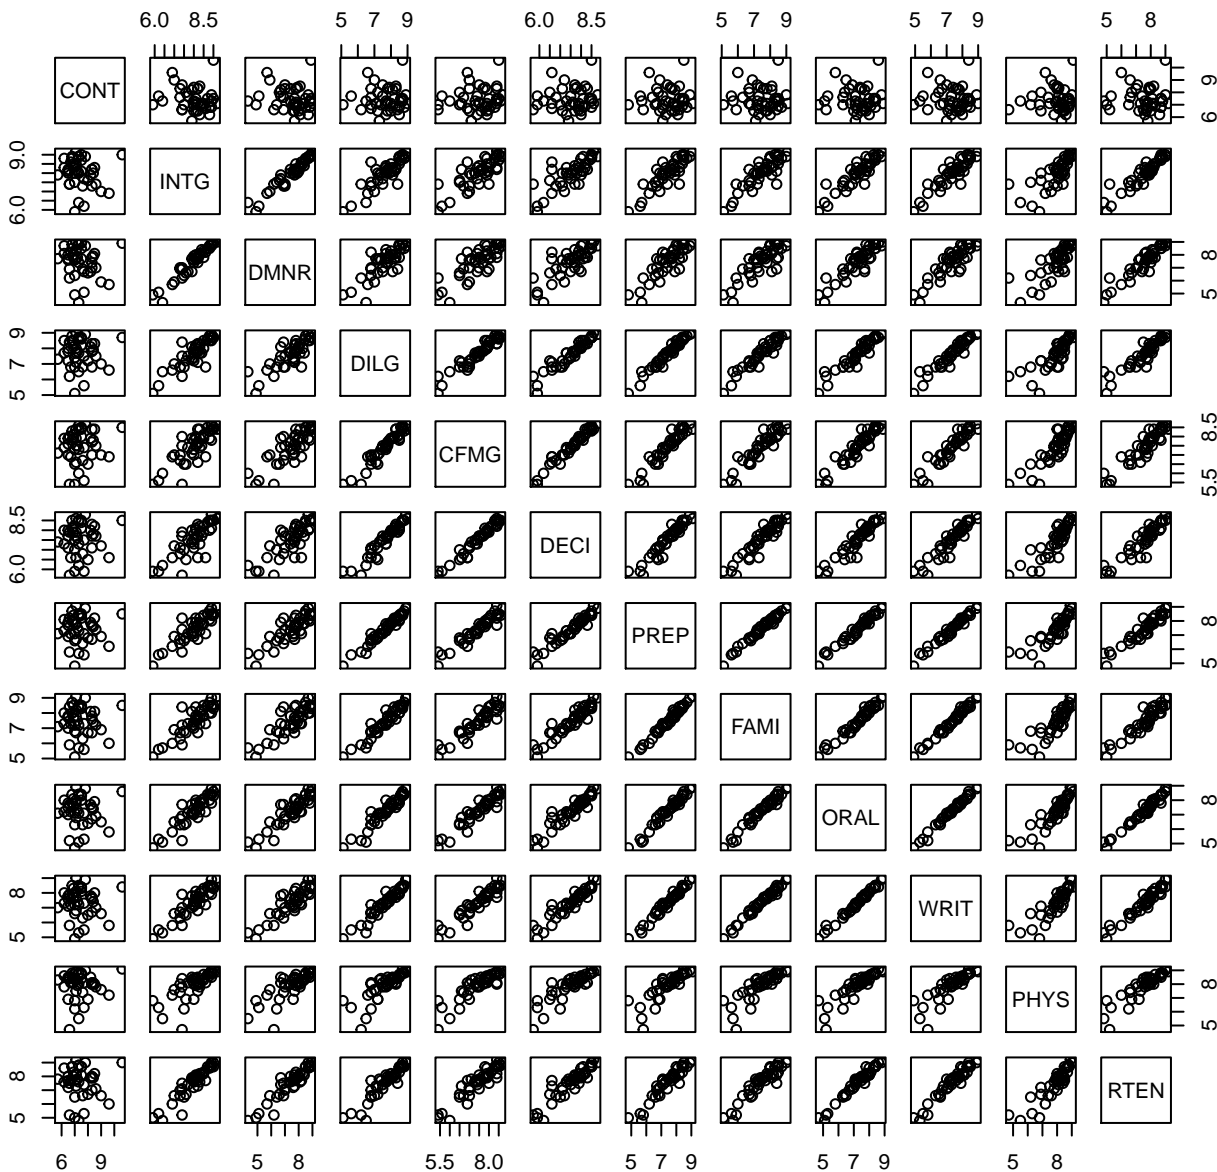 6.0 8.5 5 7 9 6.0 8.5 5 7 9 5 7 9 5 8
CONT 6 9
6.0 9.0 INTG
DMNR 5 8
5 7 9 DILG
CFMG 5.5 8.5
6.0 8.5 DECI
PREP 5 8
5 7 9 FAMI
ORAL 5 8
5 8 WRIT
PHYS 5 8
5 8 RTEN
6 9 5 8 5.5 8.0 5 7 9 5 7 9 5 8